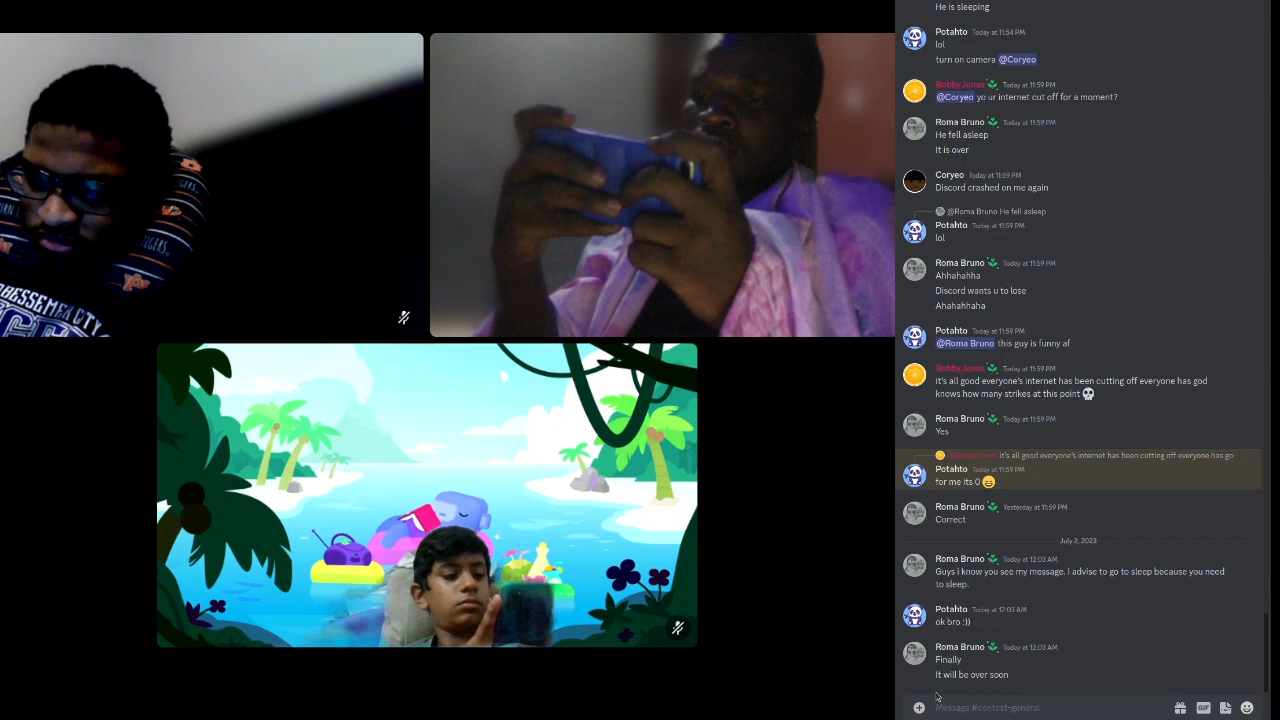 He is sleeping
Potahto Today at 11:54 PM
lol
turn on camera @Coryeo
BobbyJonas Today at 11:59 PM
@Coryeo yo ur internet cut off for a moment?
Roma Bruno Today at 11:59 PM
He fell asleep
It is over
Coryeo Today at 11:59 PM
Discord crashed on me again
@Roma Bruno He fell asleep
Potahto Today at 11:59 PM
lol
Roma Bruno Today at 11:59 PM
Ahhahahha
Discord wants u to lose
Ahahahhaha
Potahto Today at 11:59 PM
@Roma Bruno this guy is funny af
BobbyJonas Today at 11:59 PM
it's all good everyone's internet has been cutting off everyone has god
knows how many strikes at this point
Roma Bruno Today at 11:59 PM
Yes
@BobbyJonas it's all good everyone's internet has been cutting off everyone has go
Potahto Today at 11:59 PM
for me its 0
Roma Bruno Yesterday at 11:59 PM
Correct
July 2, 2023
Roma Bruno Today at 12:03 AM
Guys i know you see my message. I advise to go to sleep because you need
to sleep.
Potahto Today at 12:03 AM
ok bro :))
Roma Bruno Today at 12:03 AM
Finally
It will be over soon
Message #contest-general
GIF
TIGERS
TIGERS
BESSEMER CITY